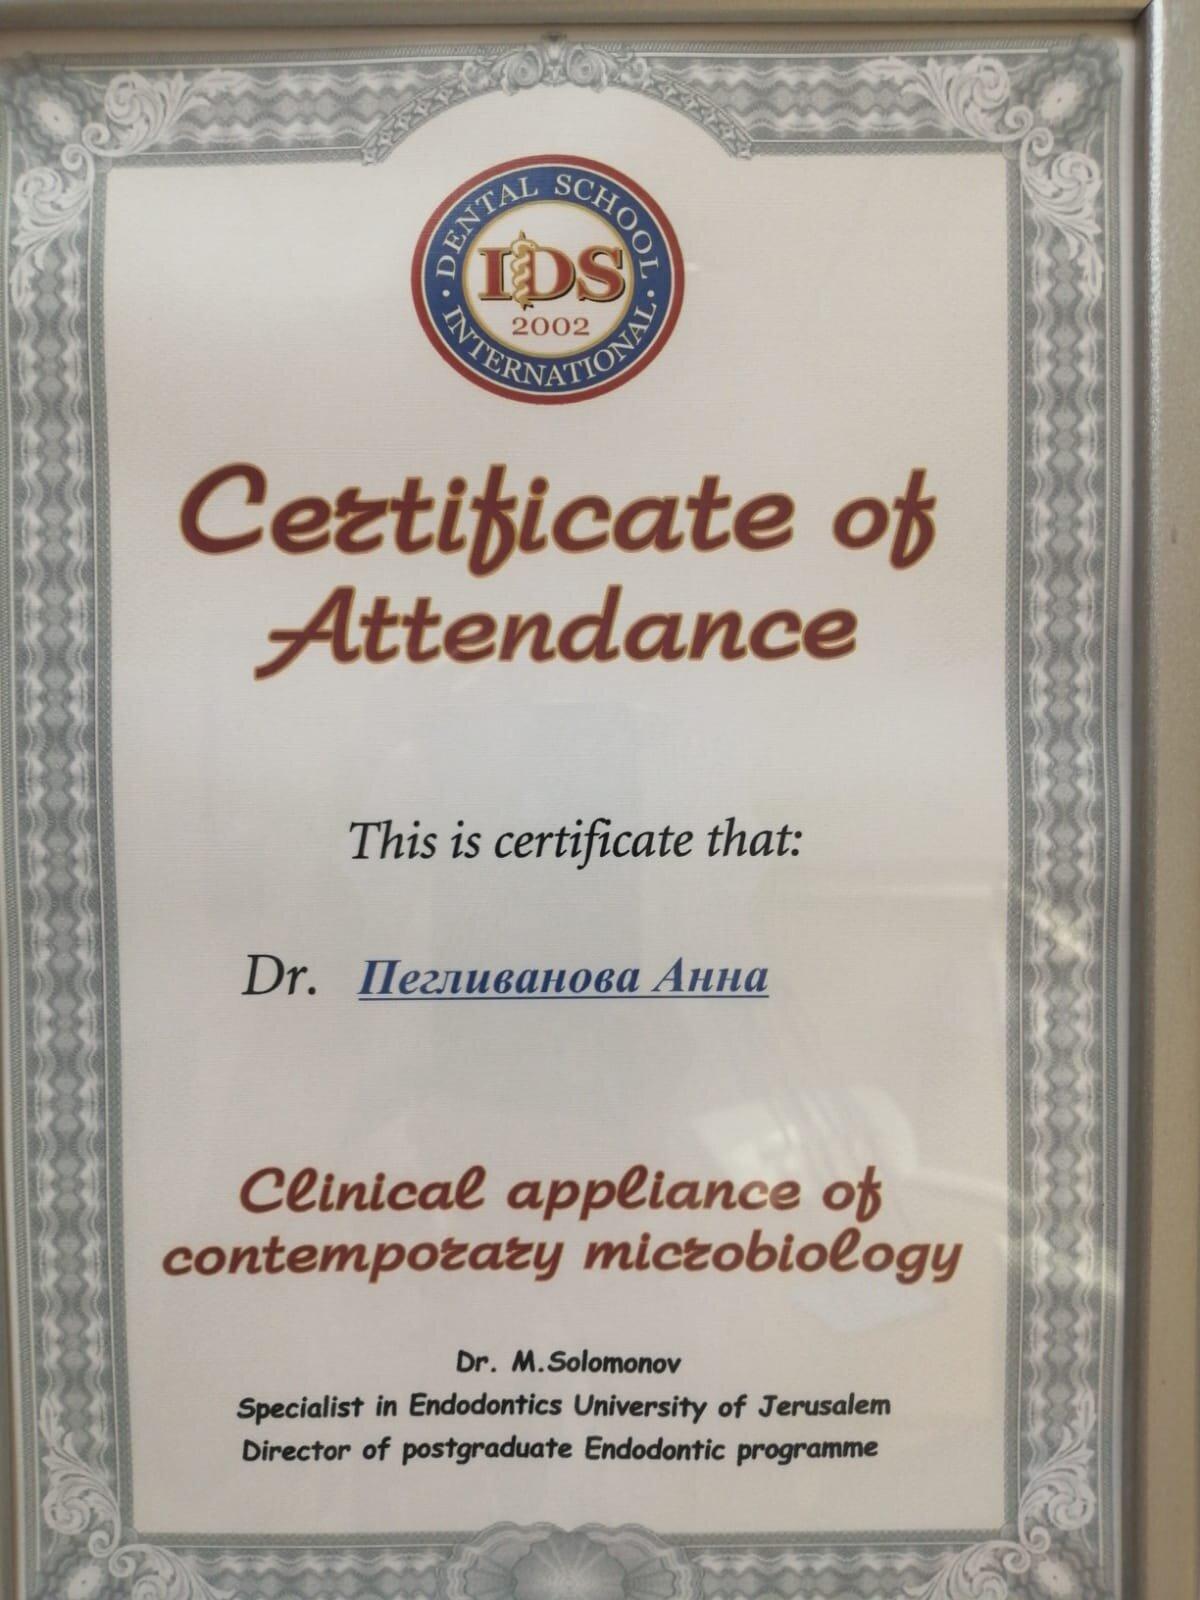 DENTAL SCHOOL
IDS
2002
INTERNATIONAL
Certificate of
Attendance
This is certificate that:
Dr. Пегливанова Анна
Clinical appliance of
contemporary microbiology
Dr. M.Solomonov
Specialist in Endodontics University of Jerusalem
Director of postgraduate Endodontic programme